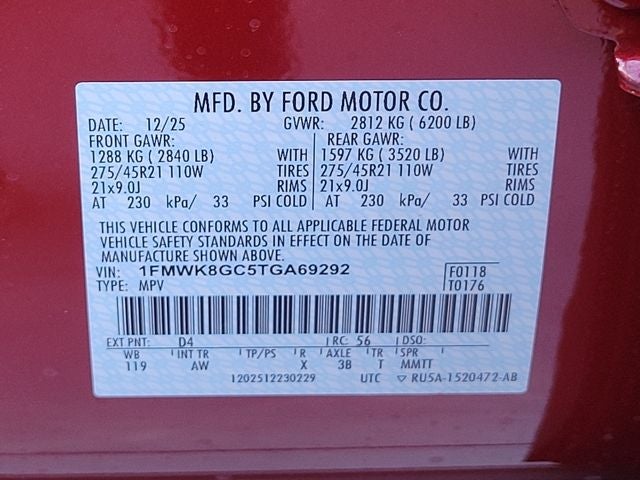 MFD. BY FORD MOTOR CO.
DATE: 12/25 GVWR: 2812 KG ( 6200 LB)
FRONT GAWR: REAR GAWR:
1288 KG ( 2840 LB) WITH 1597 KG ( 3520 LB) WITH
275/45R21 110W TIRES 275/45R21 110W TIRES
21x9.0J RIMS 21x9.0J RIMS
AT 230 kPa/ 33 PSI COLD AT 230 kPa/ 33 PSI COLD
THIS VEHICLE CONFORMS TO ALL APPLICABLE FEDERAL MOTOR
VEHICLE SAFETY STANDARDS IN EFFECT ON THE DATE OF
MANUFACTURE SHOWN ABOVE.
VIN: 1FMWK8GC5TGA69292 F0118
TYPE: MPV T0176
EXT PNT: D4 RC: 56 DSO:
WB INT TR TP/PS R AXLE TR SPR
119 AW X 3B T MMTT
1202512230229 UTC ▽ RU5A-1520472-AB